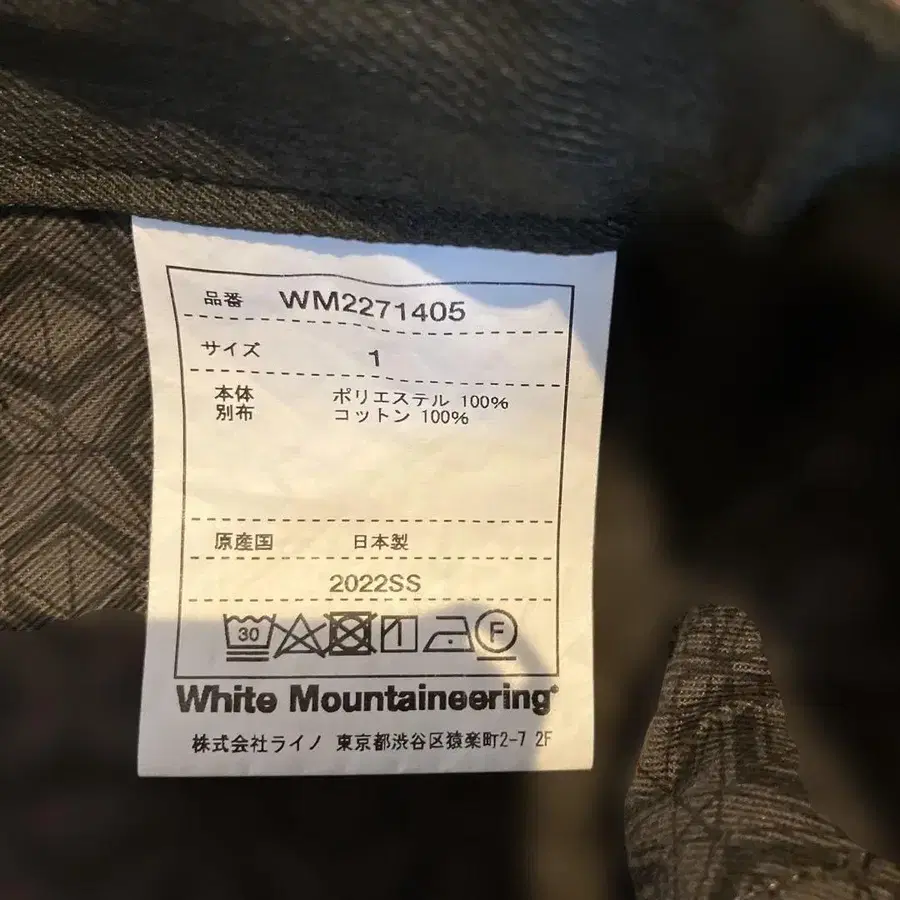 品番 WM2271405
サイズ 1
本体 ポリエステル 100%
別布 コットン 100%
原産国 日本製
2022SS
30 F
White Mountaineering®
株式会社ライノ 東京都渋谷区猿楽町2-7 2F